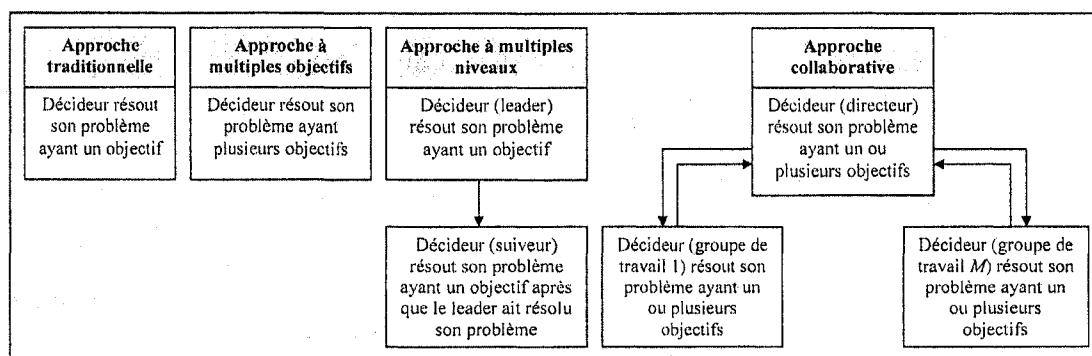 Approche
traditionnelle
Décideur résout
son problème
ayant un objectif
Approche à
multiples objectifs
Décideur résout son
problème ayant
plusieurs objectifs
Approche à multiples
niveaux
Décideur (leader)
résout son problème
ayant un objectif
Décideur (suiveur)
résout son problème
ayant un objectif après
que le leader ait résolu
son problème
Approche
collaborative
Décideur (directeur)
résout son problème
ayant un ou
plusieurs objectifs
Décideur (groupe de
travail 1) résout son
problème ayant un
ou plusieurs
objectifs
Décideur (groupe de
travail M) résout son
problème ayant un
ou plusieurs
objectifs